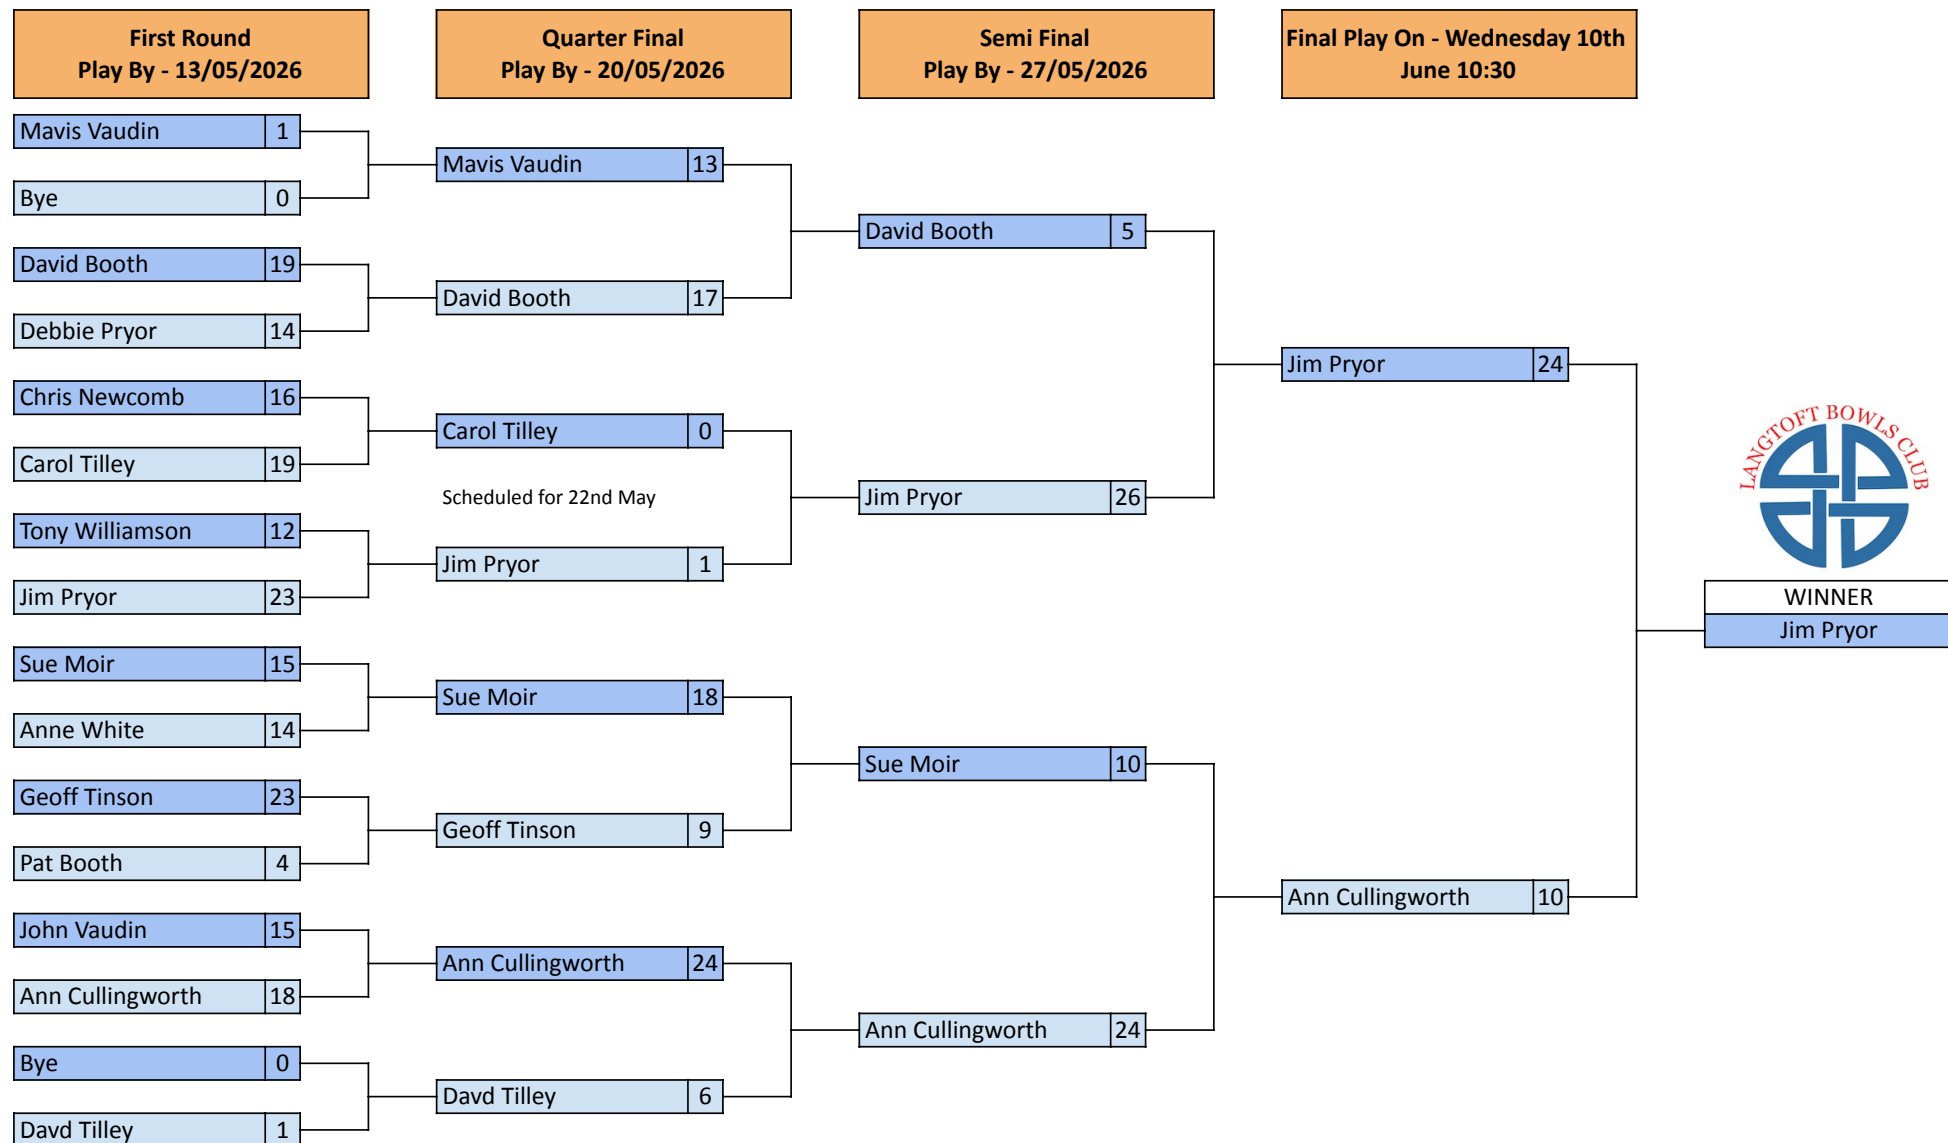 First Round
Play By - 13/05/2026
Quarter Final
Play By - 20/05/2026
Semi Final
Play By - 27/05/2026
Final Play On - Wednesday 10th
June 10:30
Mavis Vaudin 1
Bye 0
David Booth 19
Debbie Pryor 14
Chris Newcomb 16
Carol Tilley 19
Tony Williamson 12
Jim Pryor 23
Sue Moir 15
Anne White 14
Geoff Tinson 23
Pat Booth 4
John Vaudin 15
Ann Cullingworth 18
Bye 0
Davd Tilley 1
Mavis Vaudin 13
David Booth 17
Carol Tilley 0
Scheduled for 22nd May
Jim Pryor 1
Sue Moir 18
Geoff Tinson 9
Ann Cullingworth 24
Davd Tilley 6
David Booth 5
Jim Pryor 26
Sue Moir 10
Ann Cullingworth 24
Jim Pryor 24
Ann Cullingworth 10
LANGTOFT BOWLS CLUB
WINNER
Jim Pryor